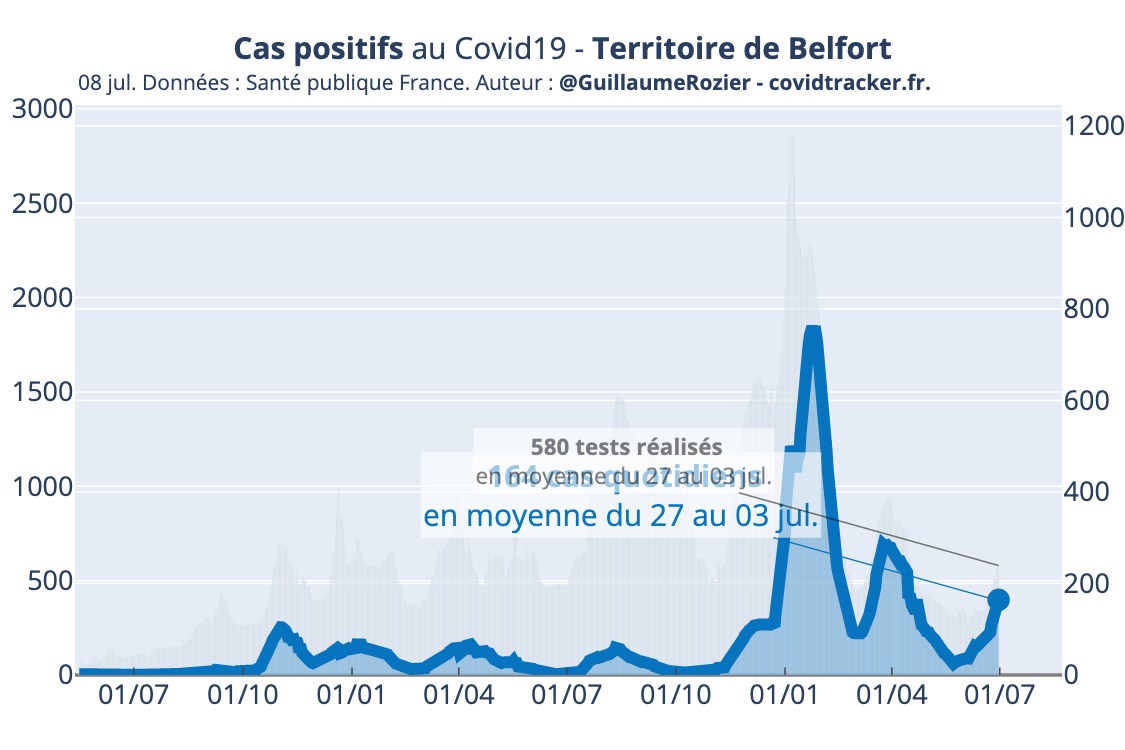 Cas positifs au Covid19 - Territoire de Belfort
08 jul. Données : Santé publique France. Auteur : @GuillaumeRozier - covidtracker.fr.
3000
2500
2000
1500
1000
500
0
1200
1000
800
600
400
200
0
580 tests réalisés
en moyenne du 27 au 03 jul.
164 cas quotidiens
en moyenne du 27 au 03 jul.
01/07 01/10 01/01 01/04 01/07 01/10 01/01 01/04 01/07